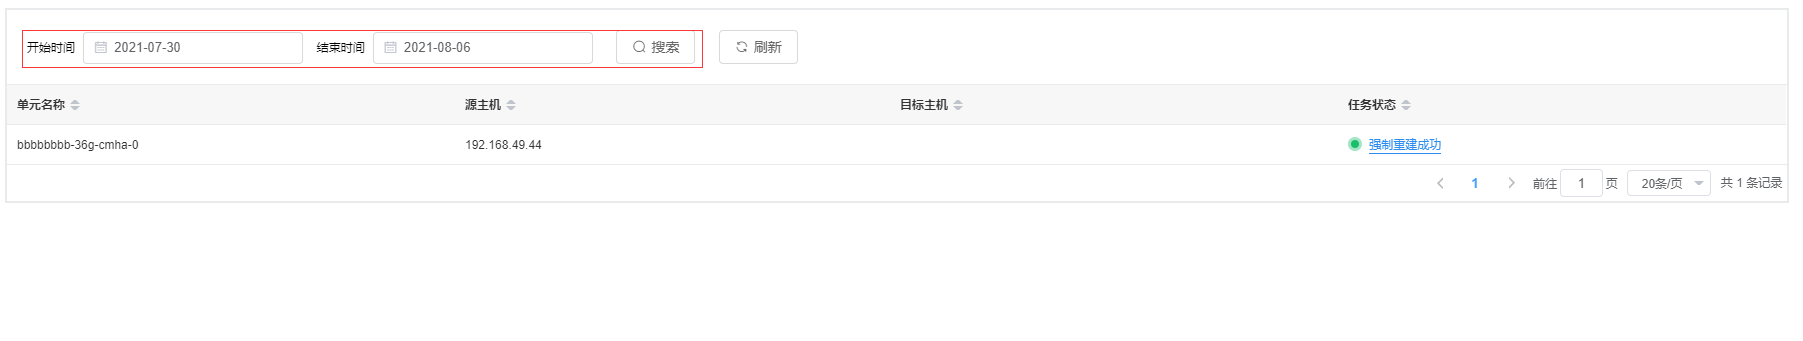 开始时间 2021-07-30 结束时间 2021-08-06 搜索 刷新
单元名称 源主机 目标主机 任务状态
bbbbbbbb-36g-cmha-0 192.168.49.44 强制重建成功
1 前往 1 页 20条/页 共 1 条记录